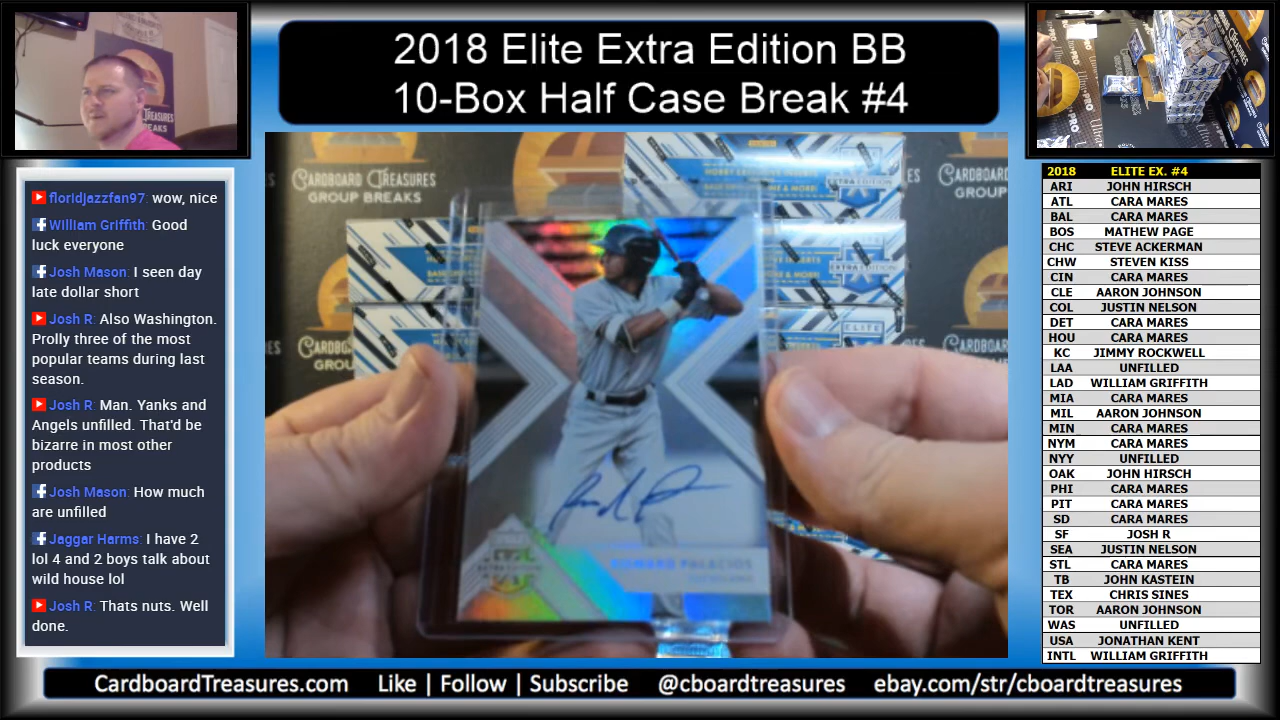 2018 Elite Extra Edition BB
10-Box Half Case Break #4
floridjazzfan97: wow, nice
William Griffith: Good
luck everyone
Josh Mason: I seen day
late dollar short
Josh R: Also Washington.
Prolly three of the most
popular teams during last
season.
Josh R: Man. Yanks and
Angels unfilled. That'd be
bizarre in most other
products
Josh Mason: How much
are unfilled
Jaggar Harms: I have 2
lol 4 and 2 boys talk about
wild house lol
Josh R: Thats nuts. Well
done.
CARDBOARD TREASURES
GROUP BREAKS
EXTRA EDITION
EXTRA EDITION
ELITE
2018 ELITE EX. #4
ARI JOHN HIRSCH
ATL CARA MARES
BAL CARA MARES
BOS MATHEW PAGE
CHC STEVE ACKERMAN
CHW STEVEN KISS
CIN CARA MARES
CLE AARON JOHNSON
COL JUSTIN NELSON
DET CARA MARES
HOU CARA MARES
KC JIMMY ROCKWELL
LAA UNFILLED
LAD WILLIAM GRIFFITH
MIA CARA MARES
MIL AARON JOHNSON
MIN CARA MARES
NYM CARA MARES
NYY UNFILLED
OAK JOHN HIRSCH
PHI CARA MARES
PIT CARA MARES
SD CARA MARES
SF JOSH R
SEA JUSTIN NELSON
STL CARA MARES
TB JOHN KASTEIN
TEX CHRIS SINES
TOR AARON JOHNSON
WAS UNFILLED
USA JONATHAN KENT
INTL WILLIAM GRIFFITH
CardboardTreasures.com Like | Follow | Subscribe @cboardtreasures ebay.com/str/cboardtreasures